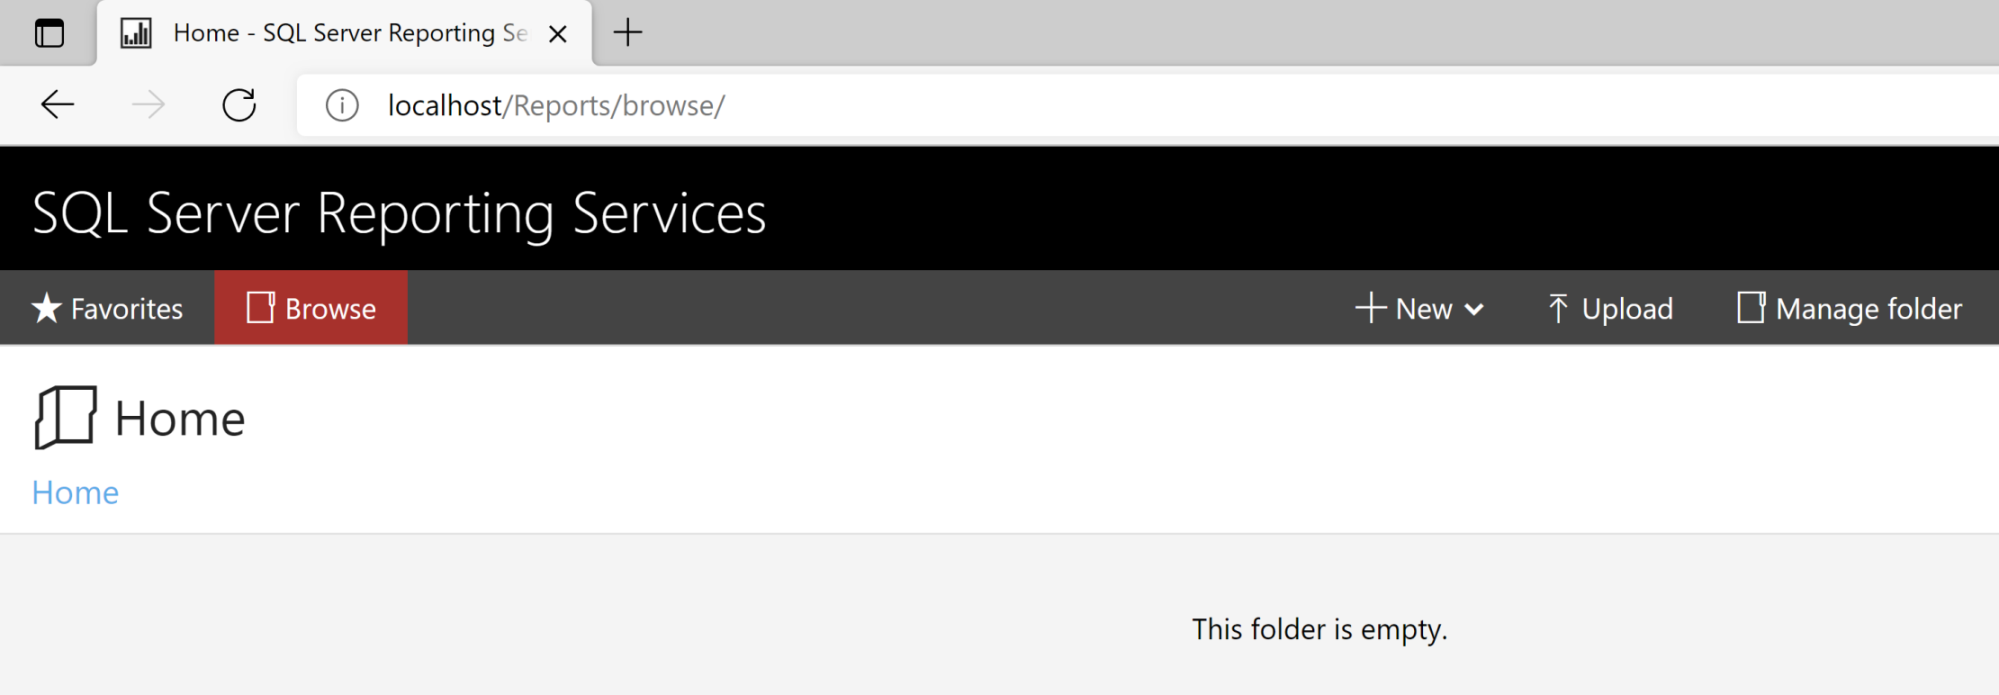 Home - SQL Server Reporting Se
localhost/Reports/browse/
SQL Server Reporting Services
Favorites Browse New Upload Manage folder
Home
Home
This folder is empty.